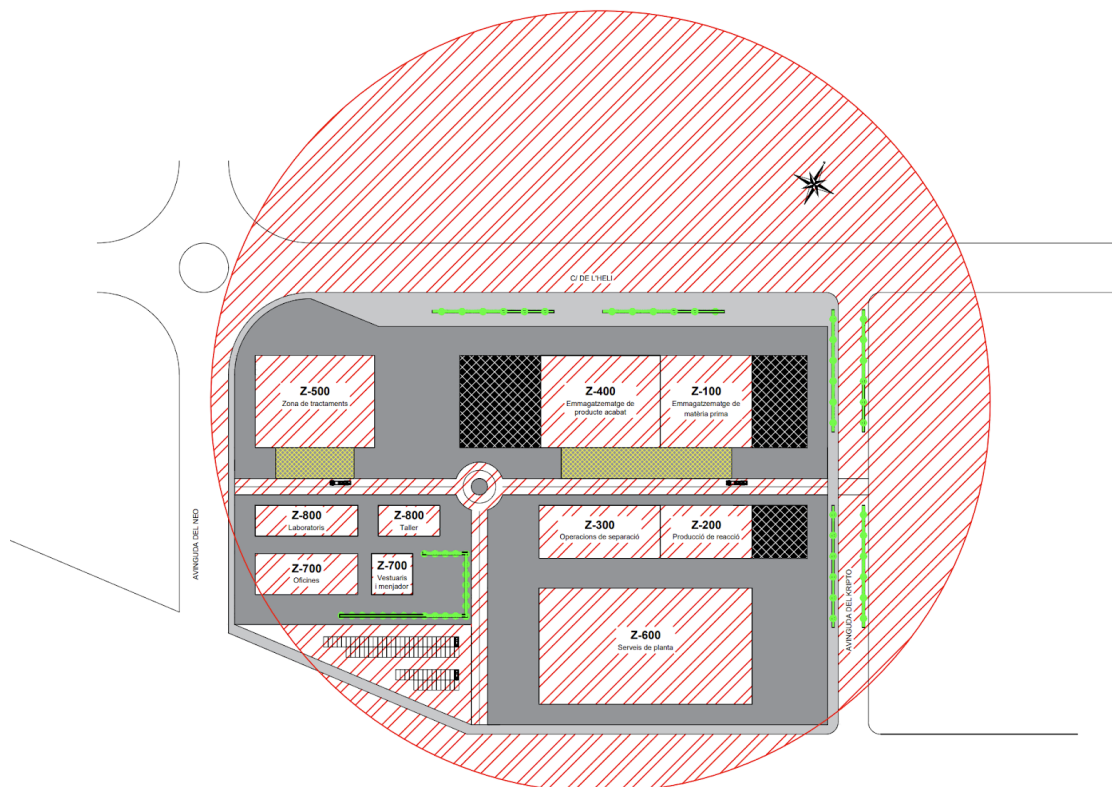 C/ DE L'HELI
Z-500
Zona de tractaments
Z-400
Emmagatzematge de
producte acabat
Z-100
Emmagatzematge de
matèria prima
Z-800
Laboratoris
Z-800
Taller
Z-300
Operacions de separació
Z-200
Producció de reacció
Z-700
Oficines
Z-700
Vestuaris
i menjador
Z-600
Serveis de planta
AVINGUDA DEL NEO
AVINGUDA DEL KRIPTO